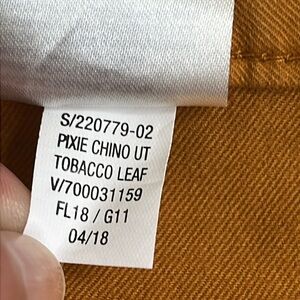 S/220779-02
PIXIE CHINO UT
TOBACCO LEAF
V/700031159
FL18 / G11
04/18